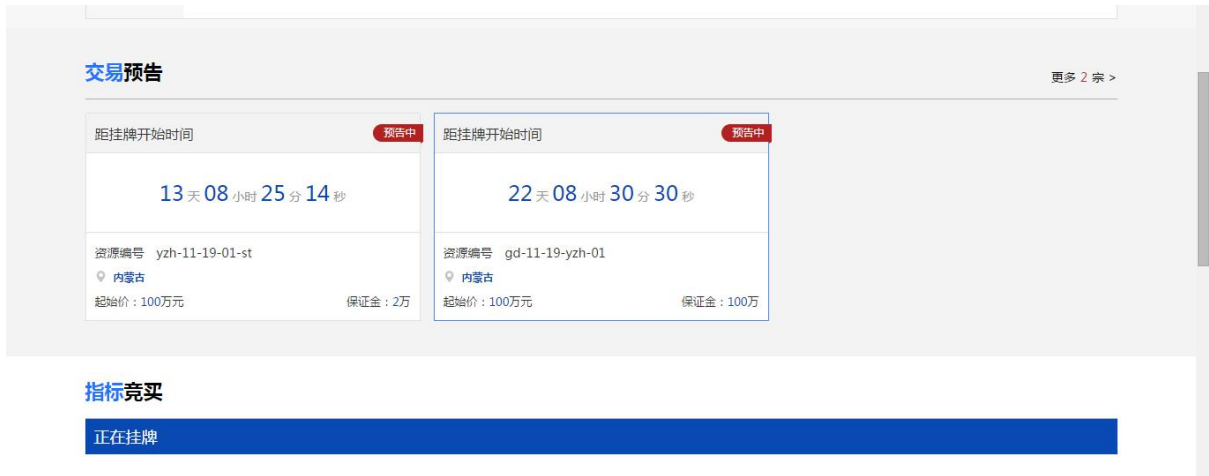 交易预告
更多 2 宗 >
距挂牌开始时间 预告中
13 天 08 小时 25 分 14 秒
资源编号 yzh-11-19-01-st
内蒙古
起始价：100万元 保证金：2万
距挂牌开始时间 预告中
22 天 08 小时 30 分 30 秒
资源编号 gd-11-19-yzh-01
内蒙古
起始价：100万元 保证金：100万
指标竞买
正在挂牌